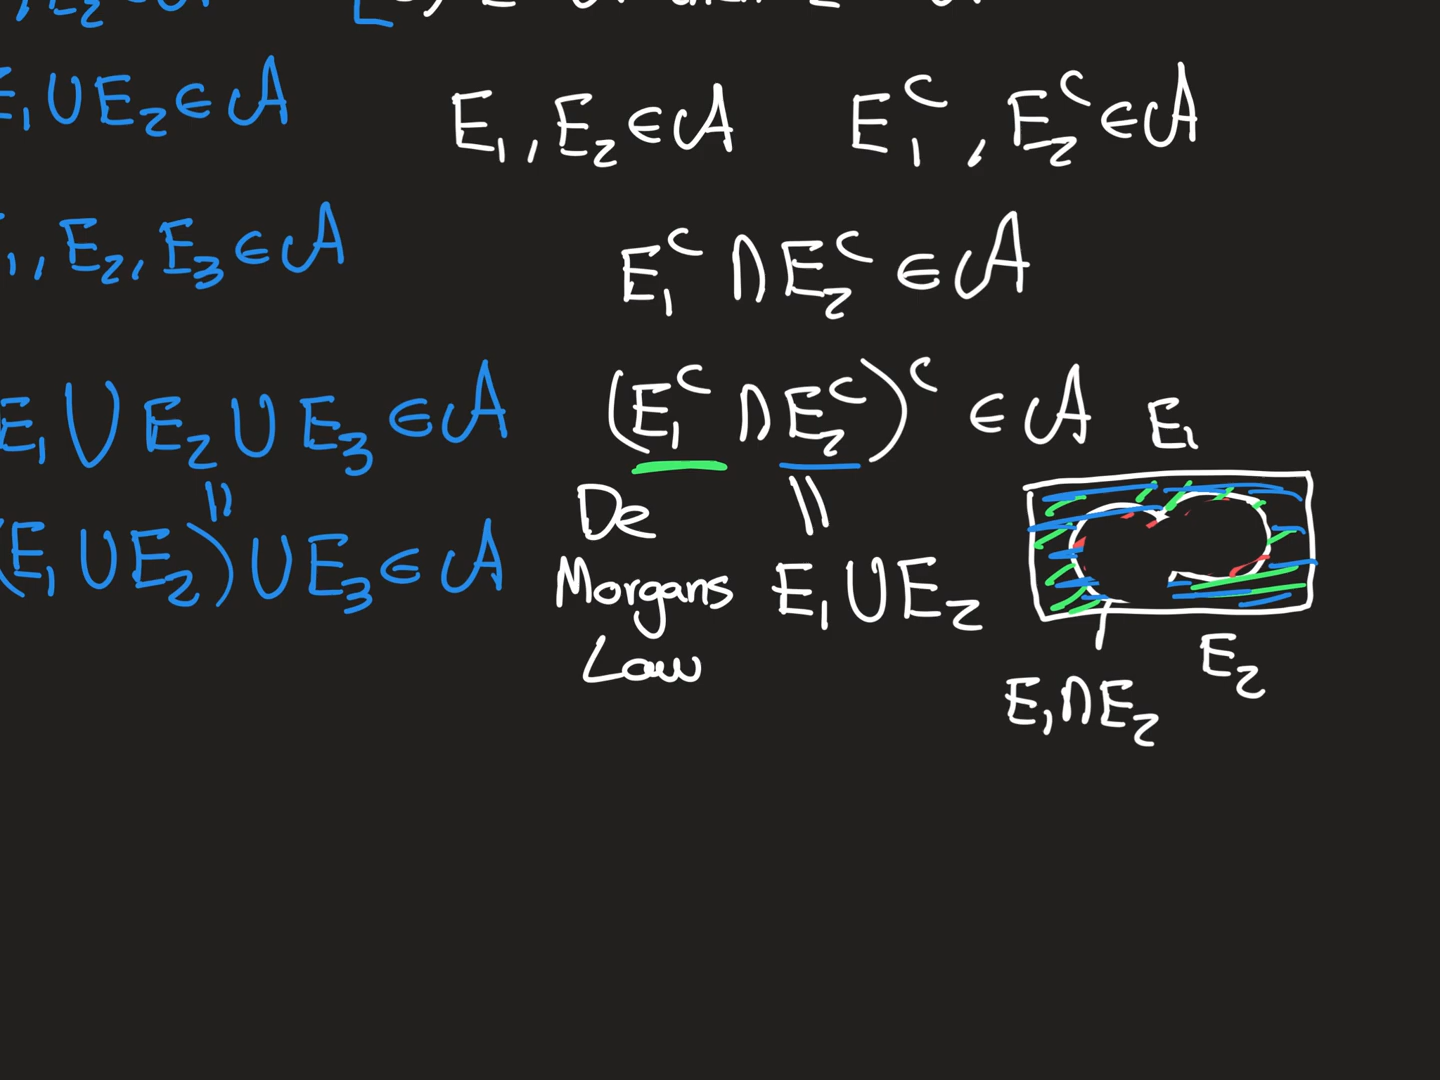 E₁∪E₂∈𝒜
E₁,E₂∈𝒜
E₁ᶜ,E₂ᶜ∈𝒜
₁,E₂,E₃∈𝒜
E₁ᶜ∩E₂ᶜ∈𝒜
E₁∪E₂∪E₃∈𝒜
=
(E₁∪E₂)∪E₃∈𝒜
(E₁ᶜ∩E₂ᶜ)ᶜ∈𝒜
=
E₁∪E₂
De
Morgans
Law
E₁
E₂
E₁∩E₂